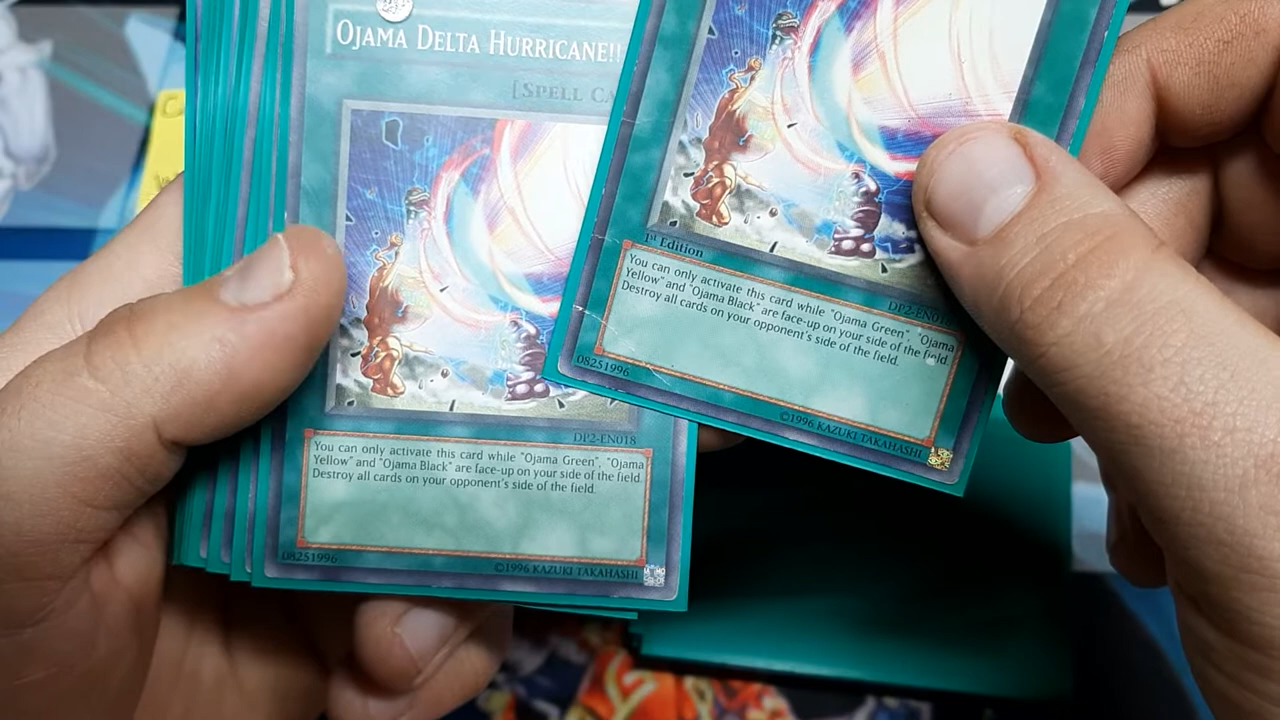 OJAMA DELTA HURRICANE!!
[SPELL CA
DP2-EN018
You can only activate this card while "Ojama Green", "Ojama
Yellow" and "Ojama Black" are face-up on your side of the field.
Destroy all cards on your opponent's side of the field.
08251996
©1996 KAZUKI TAKAHASHI
1st Edition
DP2-EN01
You can only activate this card while "Ojama Green", "Ojama
Yellow" and "Ojama Black" are face-up on your side of the field.
Destroy all cards on your opponent's side of the field.
08251996
©1996 KAZUKI TAKAHASHI